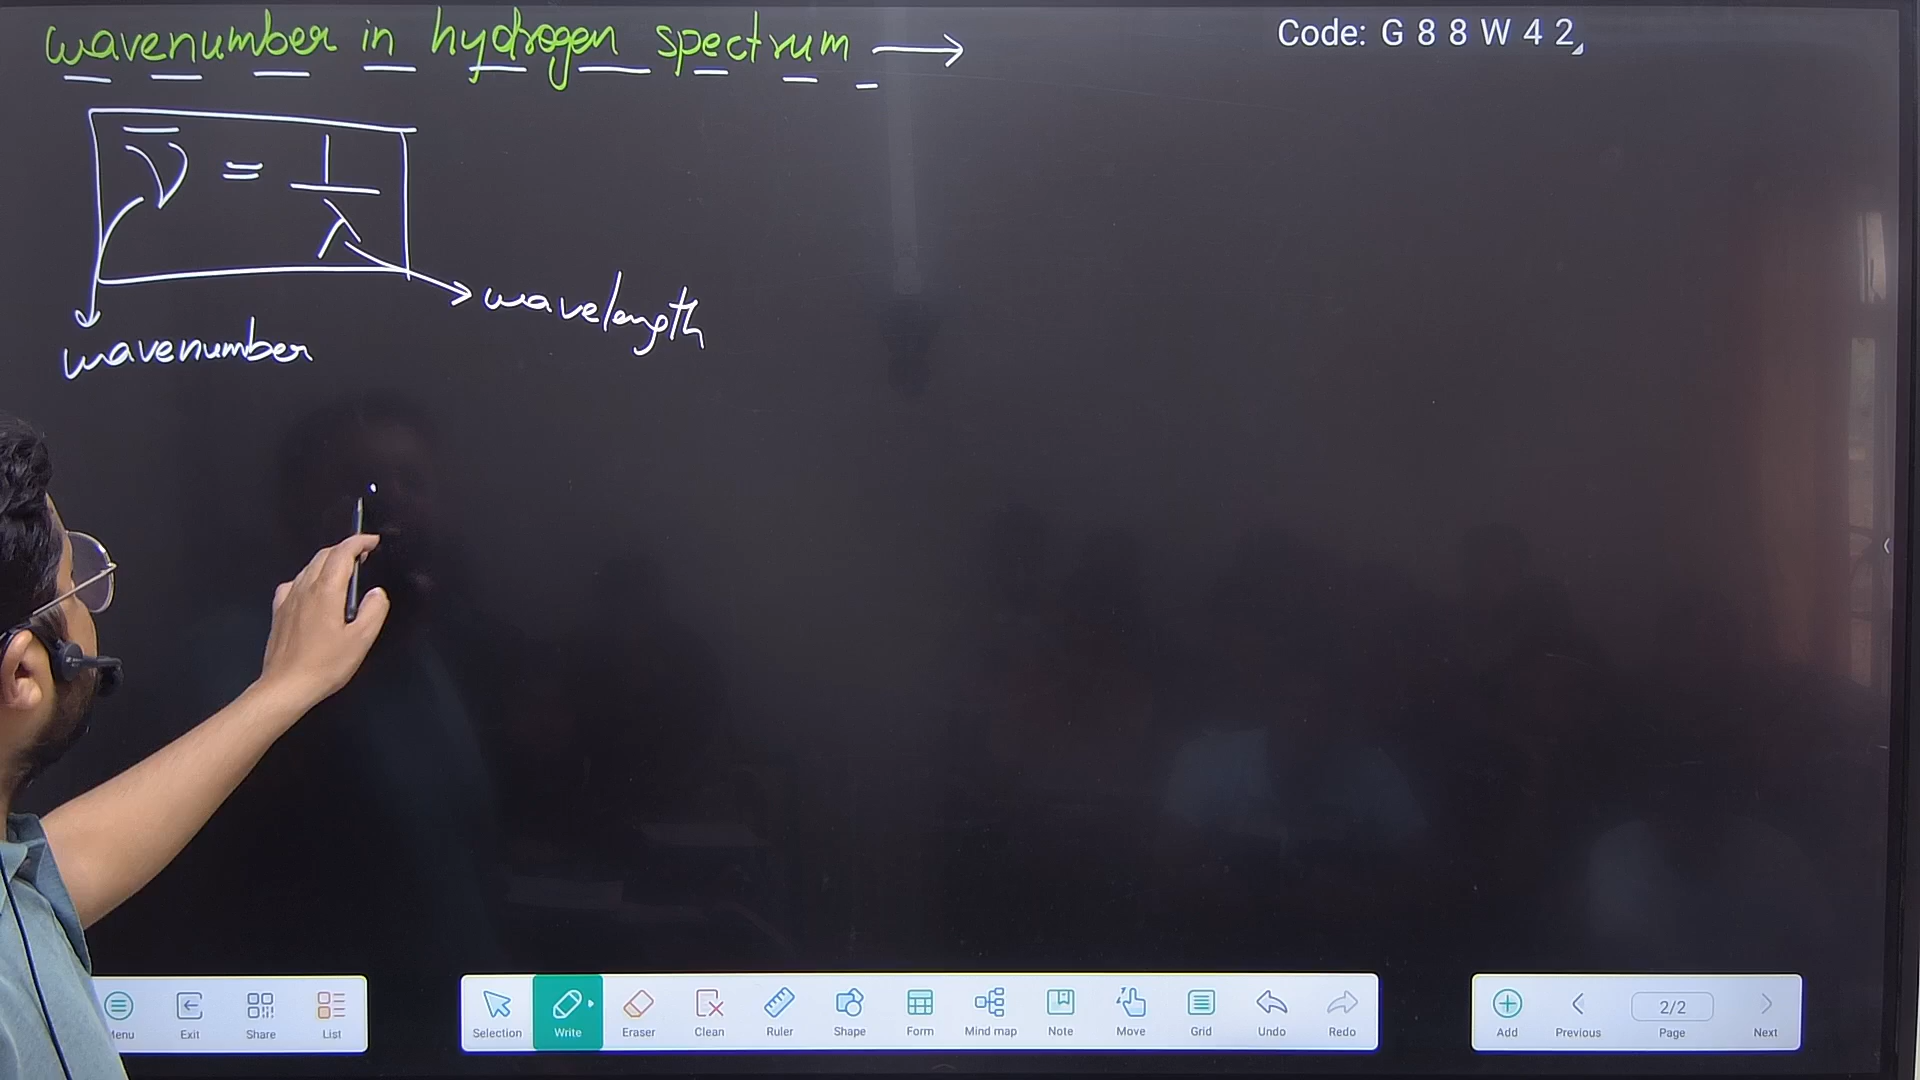 wavenumber in hydrogen spectrum →
Code: G 8 8 W 4 2
ν̅ = 1/λ
wavelength
wavenumber
Menu Exit Share List
Selection Write Eraser Clean Ruler Shape Form Mind map Note Move Grid Undo Redo
Add Previous 2/2 Page Next